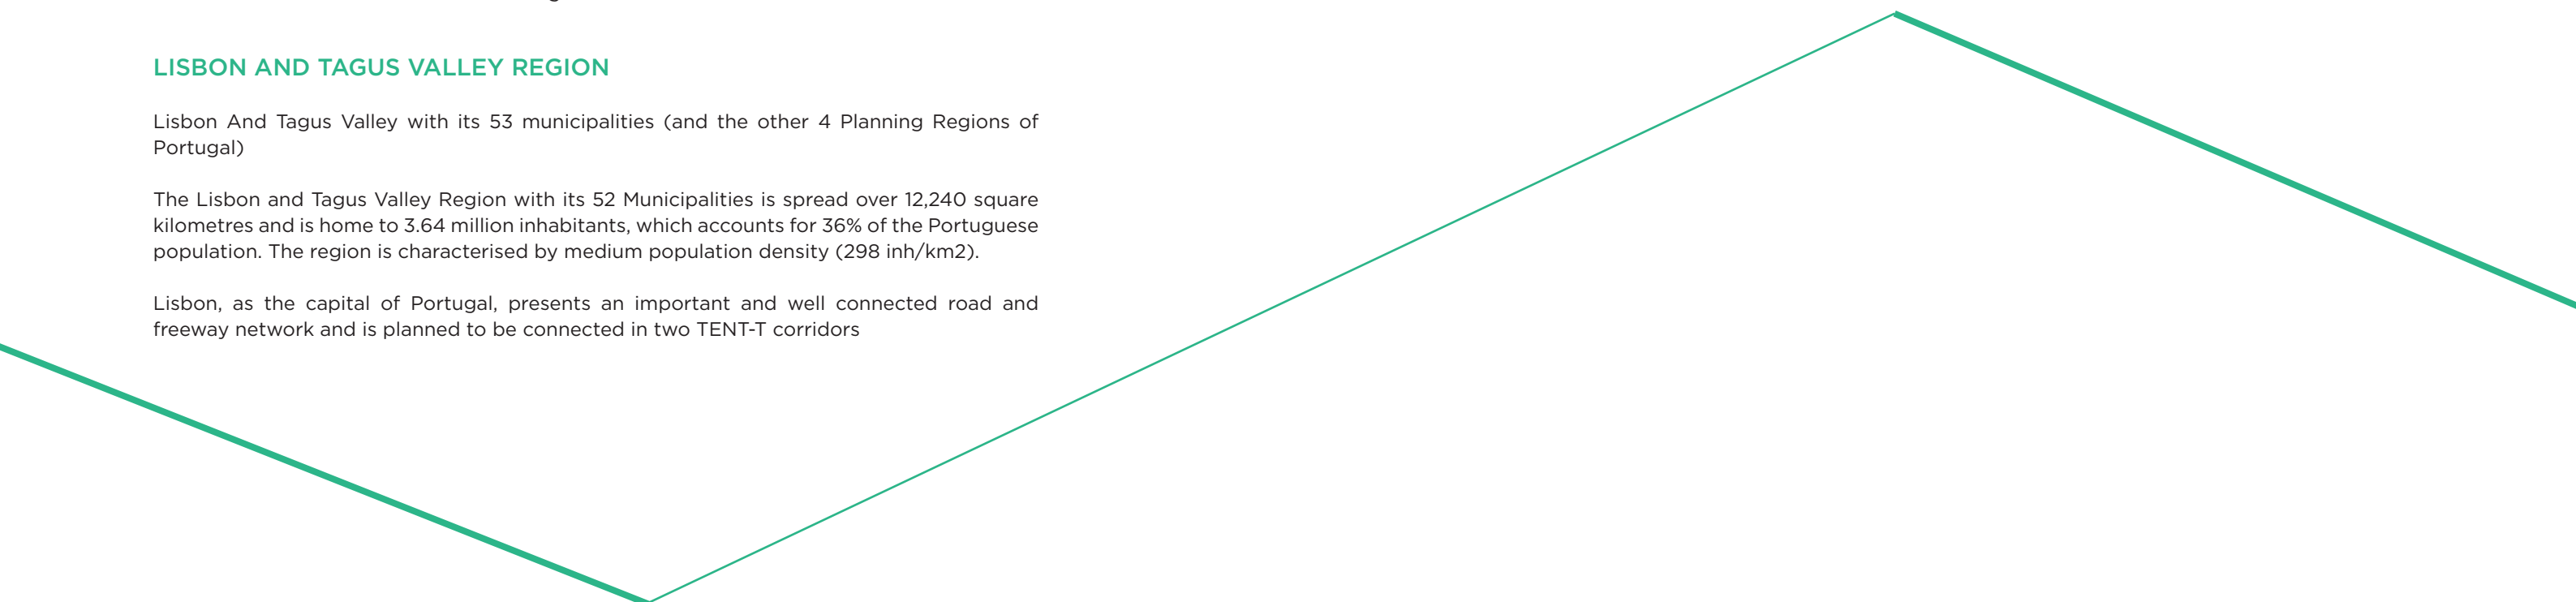 LISBON AND TAGUS VALLEY REGION
Lisbon And Tagus Valley with its 53 municipalities (and the other 4 Planning Regions of
Portugal)
The Lisbon and Tagus Valley Region with its 52 Municipalities is spread over 12,240 square
kilometres and is home to 3.64 million inhabitants, which accounts for 36% of the Portuguese
population. The region is characterised by medium population density (298 inh/km2).
Lisbon, as the capital of Portugal, presents an important and well connected road and
freeway network and is planned to be connected in two TENT-T corridors